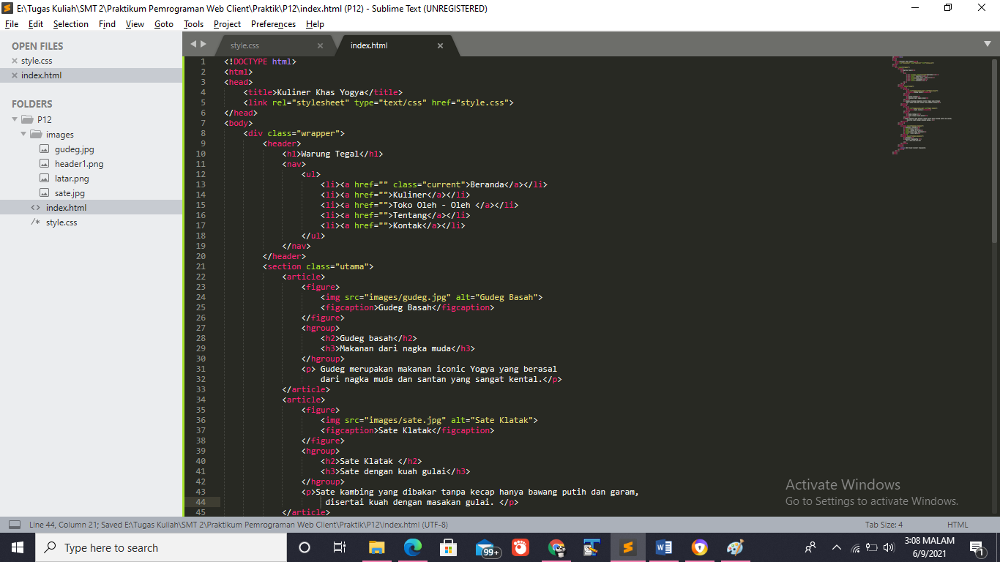 E:\Tugas Kuliah\SMT 2\Praktikum Pemrograman Web Client\Praktik\P12\index.html (P12) - Sublime Text (UNREGISTERED)
File Edit Selection Find View Goto Tools Project Preferences Help
OPEN FILES
style.css
index.html
FOLDERS
P12
images
gudeg.jpg
header1.png
latar.png
sate.jpg
<> index.html
/* style.css
style.css index.html
1 <!DOCTYPE html>
2 <html>
3 <head>
4 <title>Kuliner Khas Yogya</title>
5 <link rel="stylesheet" type="text/css" href="style.css">
6 </head>
7 <body>
8 <div class="wrapper">
9 <header>
10 <h1>Warung Tegal</h1>
11 <nav>
12 <ul>
13 <li><a href="" class="current">Beranda</a></li>
14 <li><a href="">Kuliner</a></li>
15 <li><a href="">Toko Oleh - Oleh </a></li>
16 <li><a href="">Tentang</a></li>
17 <li><a href="">Kontak</a></li>
18 </ul>
19 </nav>
20 </header>
21 <section class="utama">
22 <article>
23 <figure>
24 <img src="images/gudeg.jpg" alt="Gudeg Basah">
25 <figcaption>Gudeg Basah</figcaption>
26 </figure>
27 <hgroup>
28 <h2>Gudeg basah</h2>
29 <h3>Makanan dari nagka muda</h3>
30 </hgroup>
31 <p> Gudeg merupakan makanan iconic Yogya yang berasal
32 dari nagka muda dan santan yang sangat kental.</p>
33 </article>
34 <article>
35 <figure>
36 <img src="images/sate.jpg" alt="Sate Klatak">
37 <figcaption>Sate Klatak</figcaption>
38 </figure>
39 <hgroup>
40 <h2>Sate Klatak </h2>
41 <h3>Sate dengan kuah gulai</h3>
42 </hgroup>
43 <p>Sate kambing yang dibakar tanpa kecap hanya bawang putih dan garam,
44 disertai kuah dengan masakan gulai. </p>
45 </article>
Activate Windows
Go to Settings to activate Windows.
Line 44, Column 21; Saved E:\Tugas Kuliah\SMT 2\Praktikum Pemrograman Web Client\Praktik\P12\index.html (UTF-8) Tab Size: 4 HTML
Type here to search
99+
3:08 MALAM
6/9/2021
1